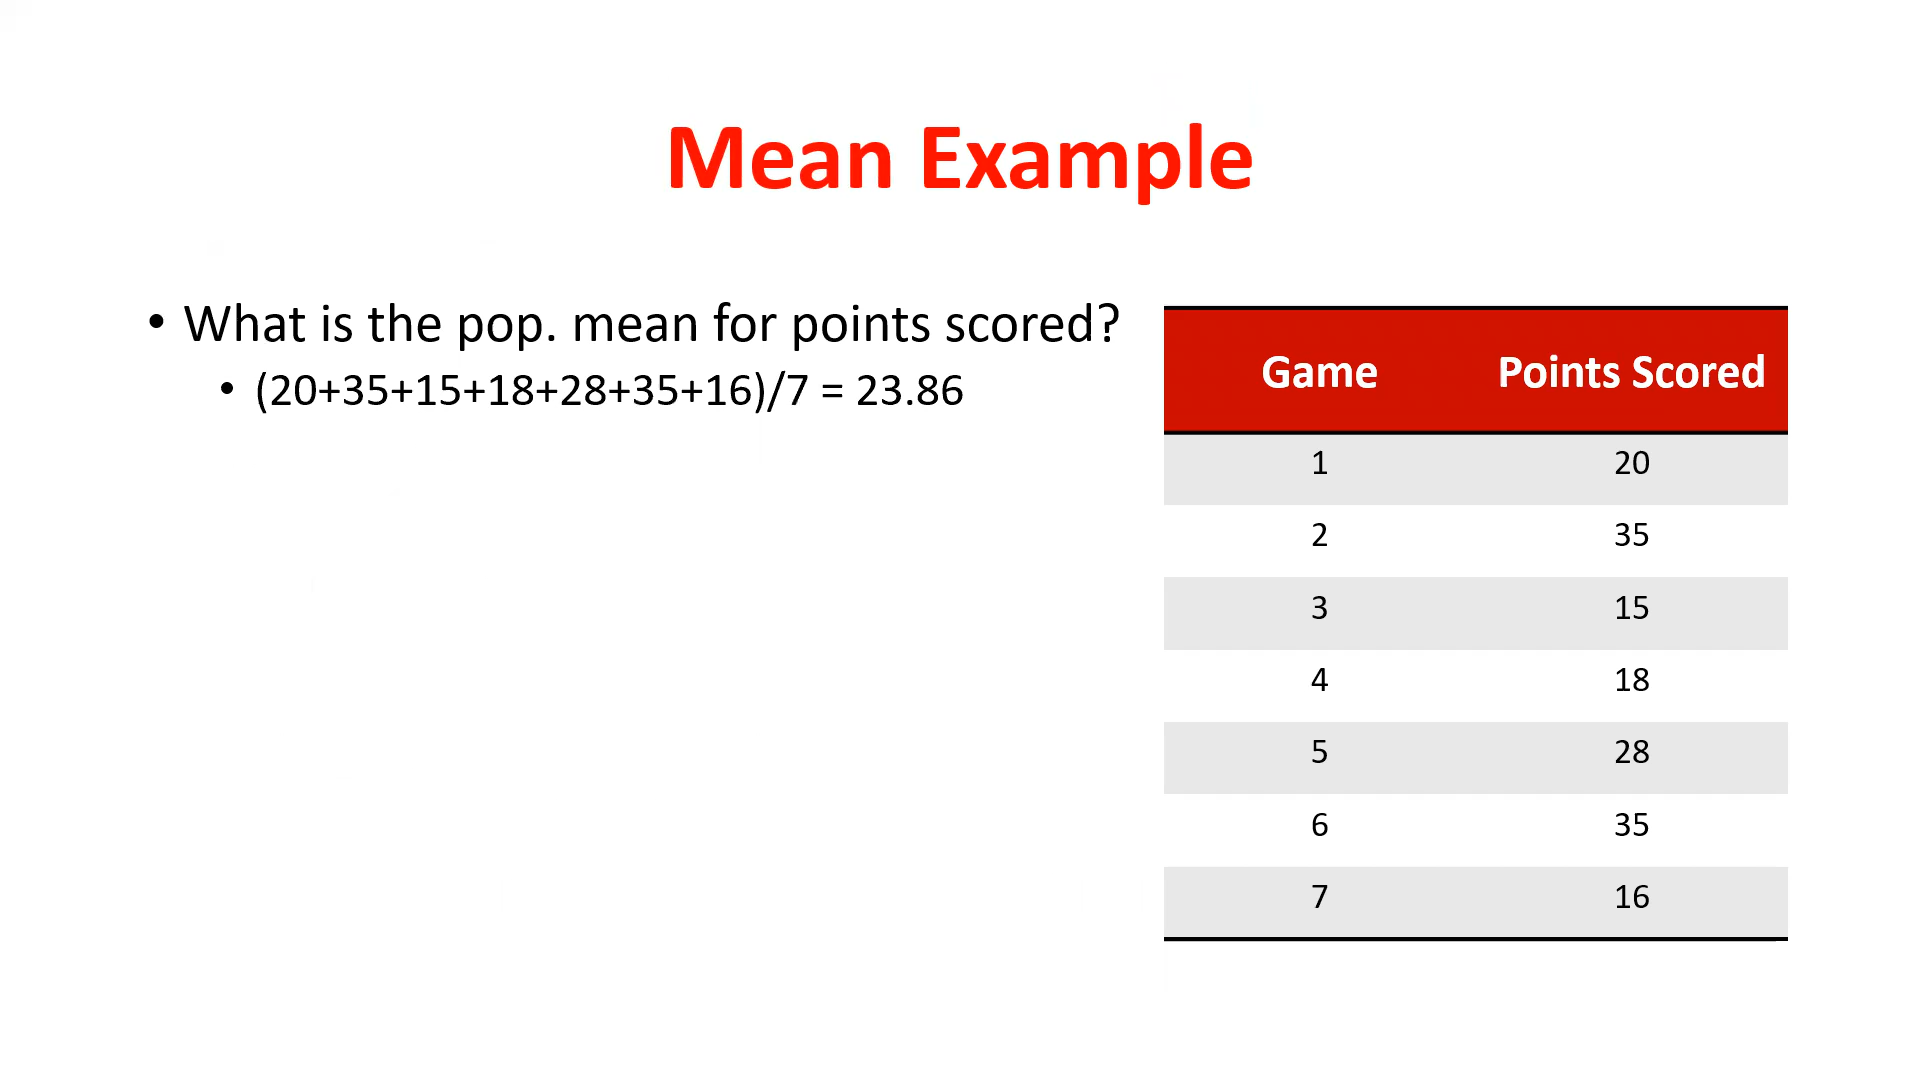 Mean Example
• What is the pop. mean for points scored?
• (20+35+15+18+28+35+16)/7 = 23.86
Game Points Scored
1 20
2 35
3 15
4 18
5 28
6 35
7 16